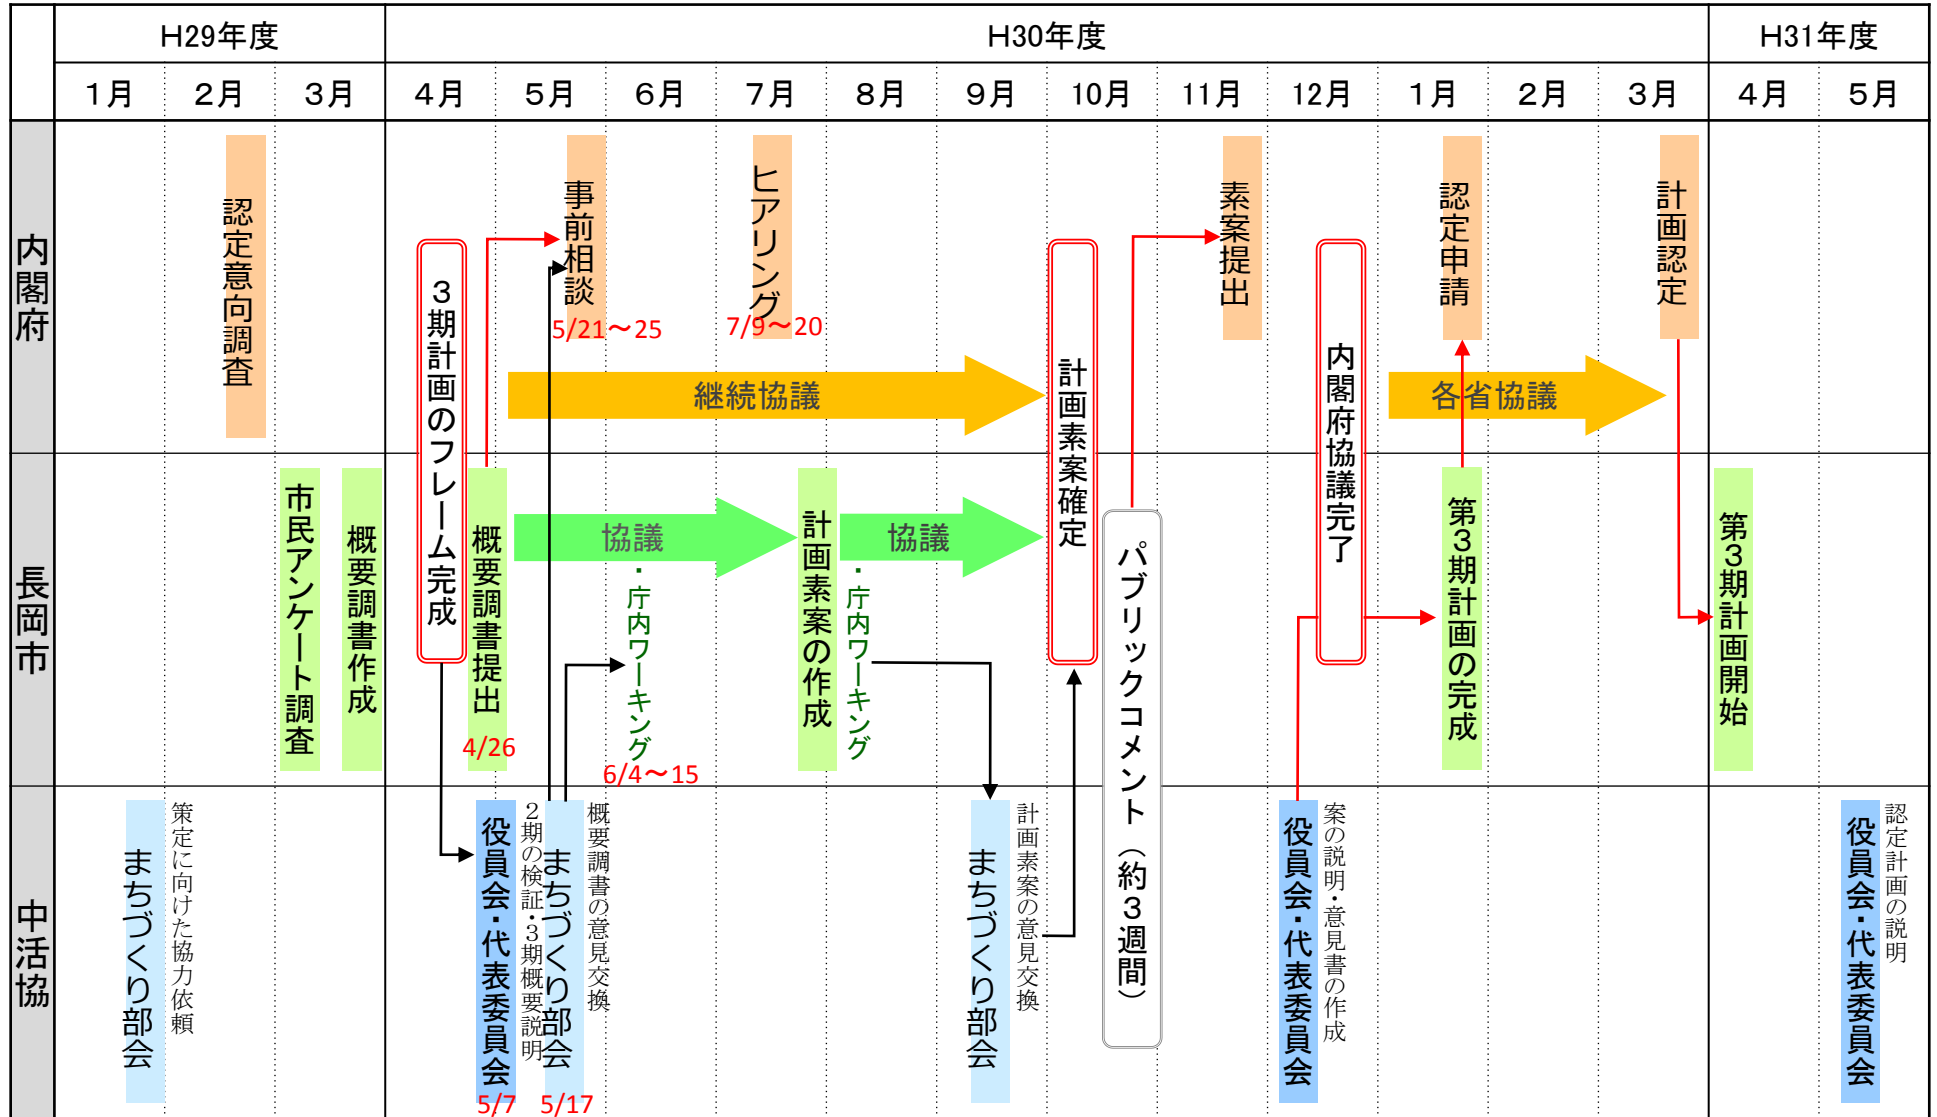 H29年度
H30年度
H31年度
1月
2月
3月
4月
5月
6月
7月
8月
9月
10月
11月
12月
1月
2月
3月
4月
5月
内閣府
認定意向調査
3期計画のフレーム完成
事前相談
5/21～25
ヒアリング
7/9～20
継続協議
計画素案確定
素案提出
内閣府協議完了
認定申請
各省協議
計画認定
長岡市
市民アンケート調査
概要調書作成
概要調書提出
4/26
協議
・庁内ワーキング
6/4～15
計画素案の作成
協議
・庁内ワーキング
パブリックコメント（約3週間）
第3期計画の完成
第3期計画開始
中活協
まちづくり部会
策定に向けた協力依頼
役員会・代表委員会
5/7
2期の検証・3期概要説明
まちづくり部会
5/17
概要調書の意見交換
まちづくり部会
計画素案の意見交換
役員会・代表委員会
案の説明・意見書の作成
役員会・代表委員会
認定計画の説明